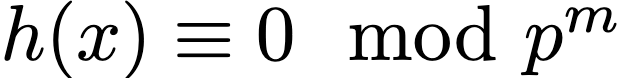 h(x) ≡ 0 mod p^m